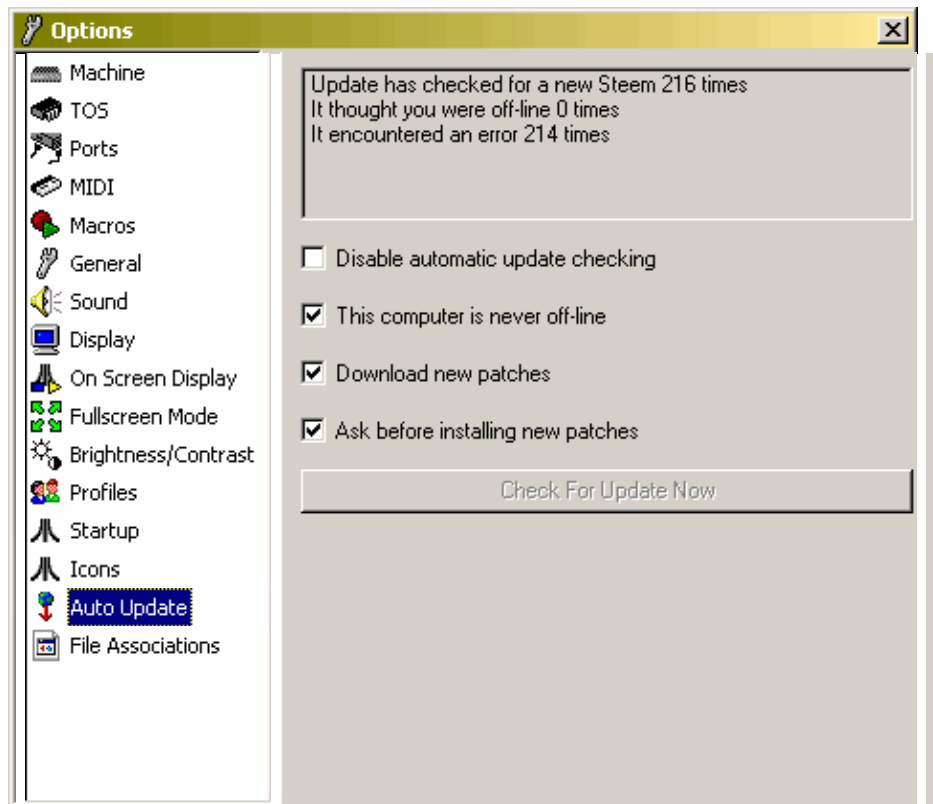 Options
Machine
TOS
Ports
MIDI
Macros
General
Sound
Display
On Screen Display
Fullscreen Mode
Brightness/Contrast
Profiles
Startup
Icons
Auto Update
File Associations
Update has checked for a new Steem 216 times
It thought you were off-line 0 times
It encountered an error 214 times
Disable automatic update checking
This computer is never off-line
Download new patches
Ask before installing new patches
Check For Update Now